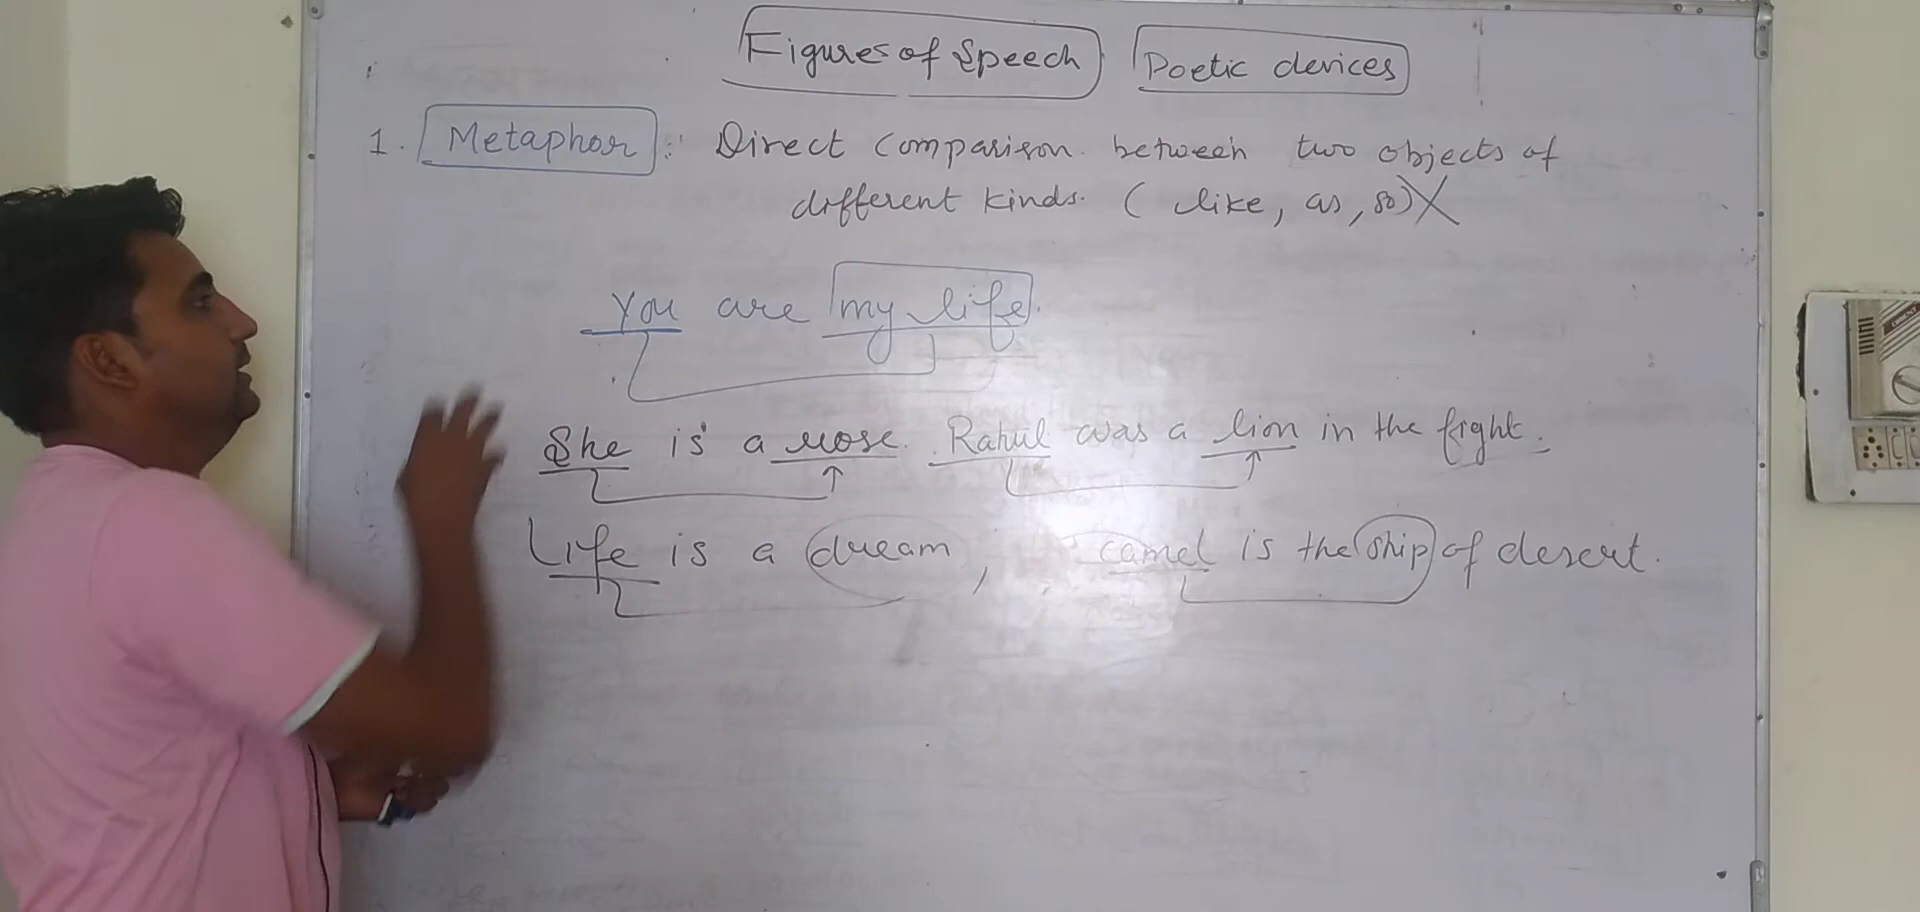 Figures of Speech Poetic devices
1. Metaphor : Direct comparison between two objects of
different kinds. (like, as, so) X
You are my life.
She is a rose. Rahul was a lion in the fight.
Life is a dream, camel is the ship of desert.